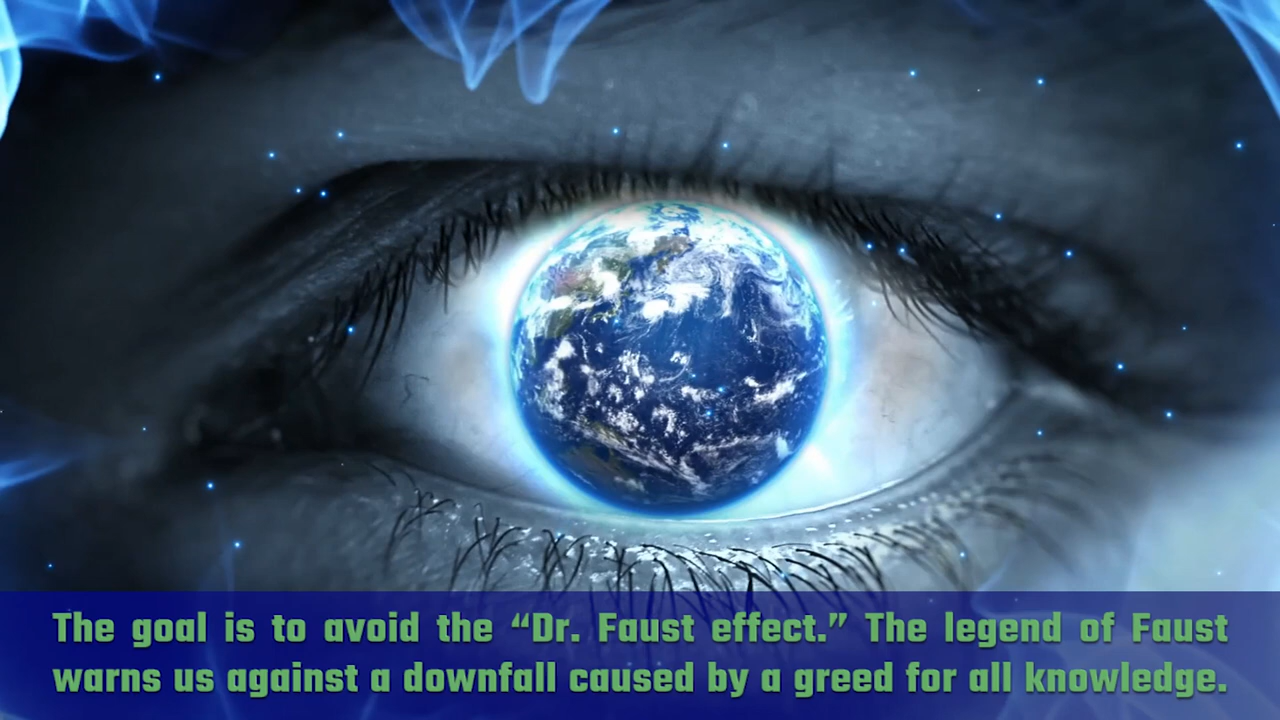 The goal is to avoid the “Dr. Faust effect.” The legend of Faust
warns us against a downfall caused by a greed for all knowledge.